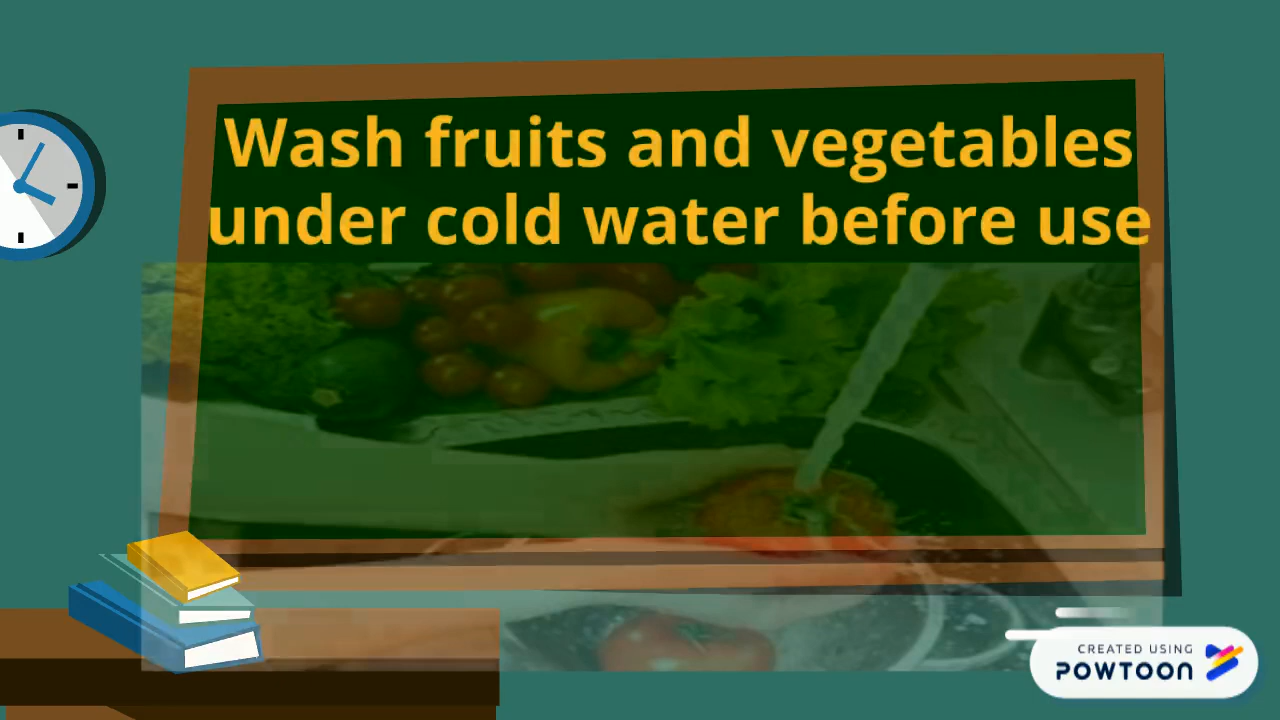 Wash fruits and vegetables
under cold water before use
CREATED USING
POWTOON